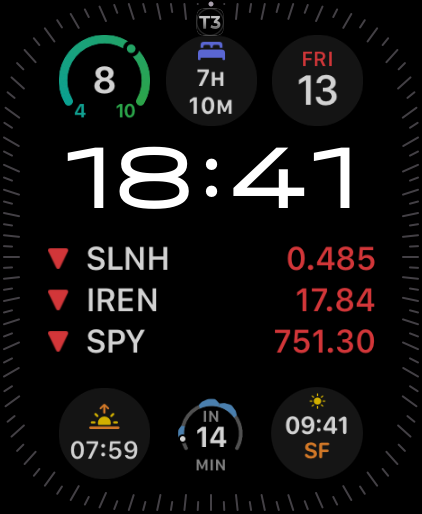 T3
8
4 10
7H
10M
FRI
13
18:41
SLNH 0.485
IREN 17.84
SPY 751.30
07:59
IN
14
MIN
09:41
SF